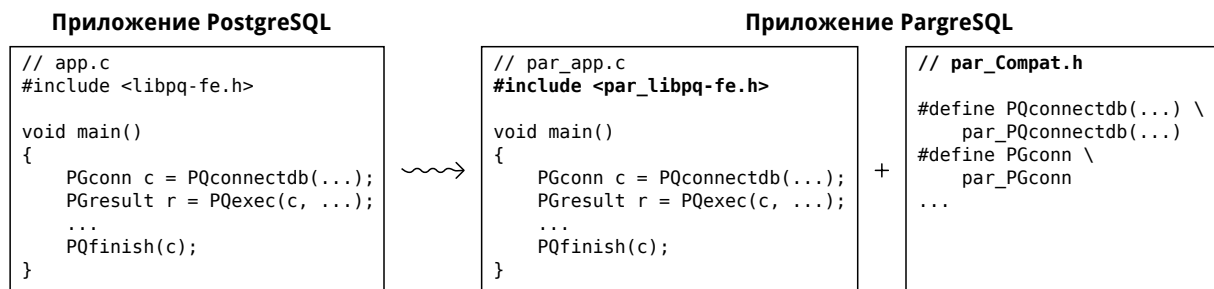 Приложение PostgreSQL
// app.c
#include <libpq-fe.h>
void main()
{
    PGconn c = PQconnectdb(...);
    PGresult r = PQexec(c, ...);
    ...
    PQfinish(c);
}
Приложение PargreSQL
// par_app.c
#include <par_libpq-fe.h>
void main()
{
    PGconn c = PQconnectdb(...);
    PGresult r = PQexec(c, ...);
    ...
    PQfinish(c);
}
+
// par_Compat.h
#define PQconnectdb(...) \
    par_PQconnectdb(...)
#define PGconn \
    par_PGconn
...